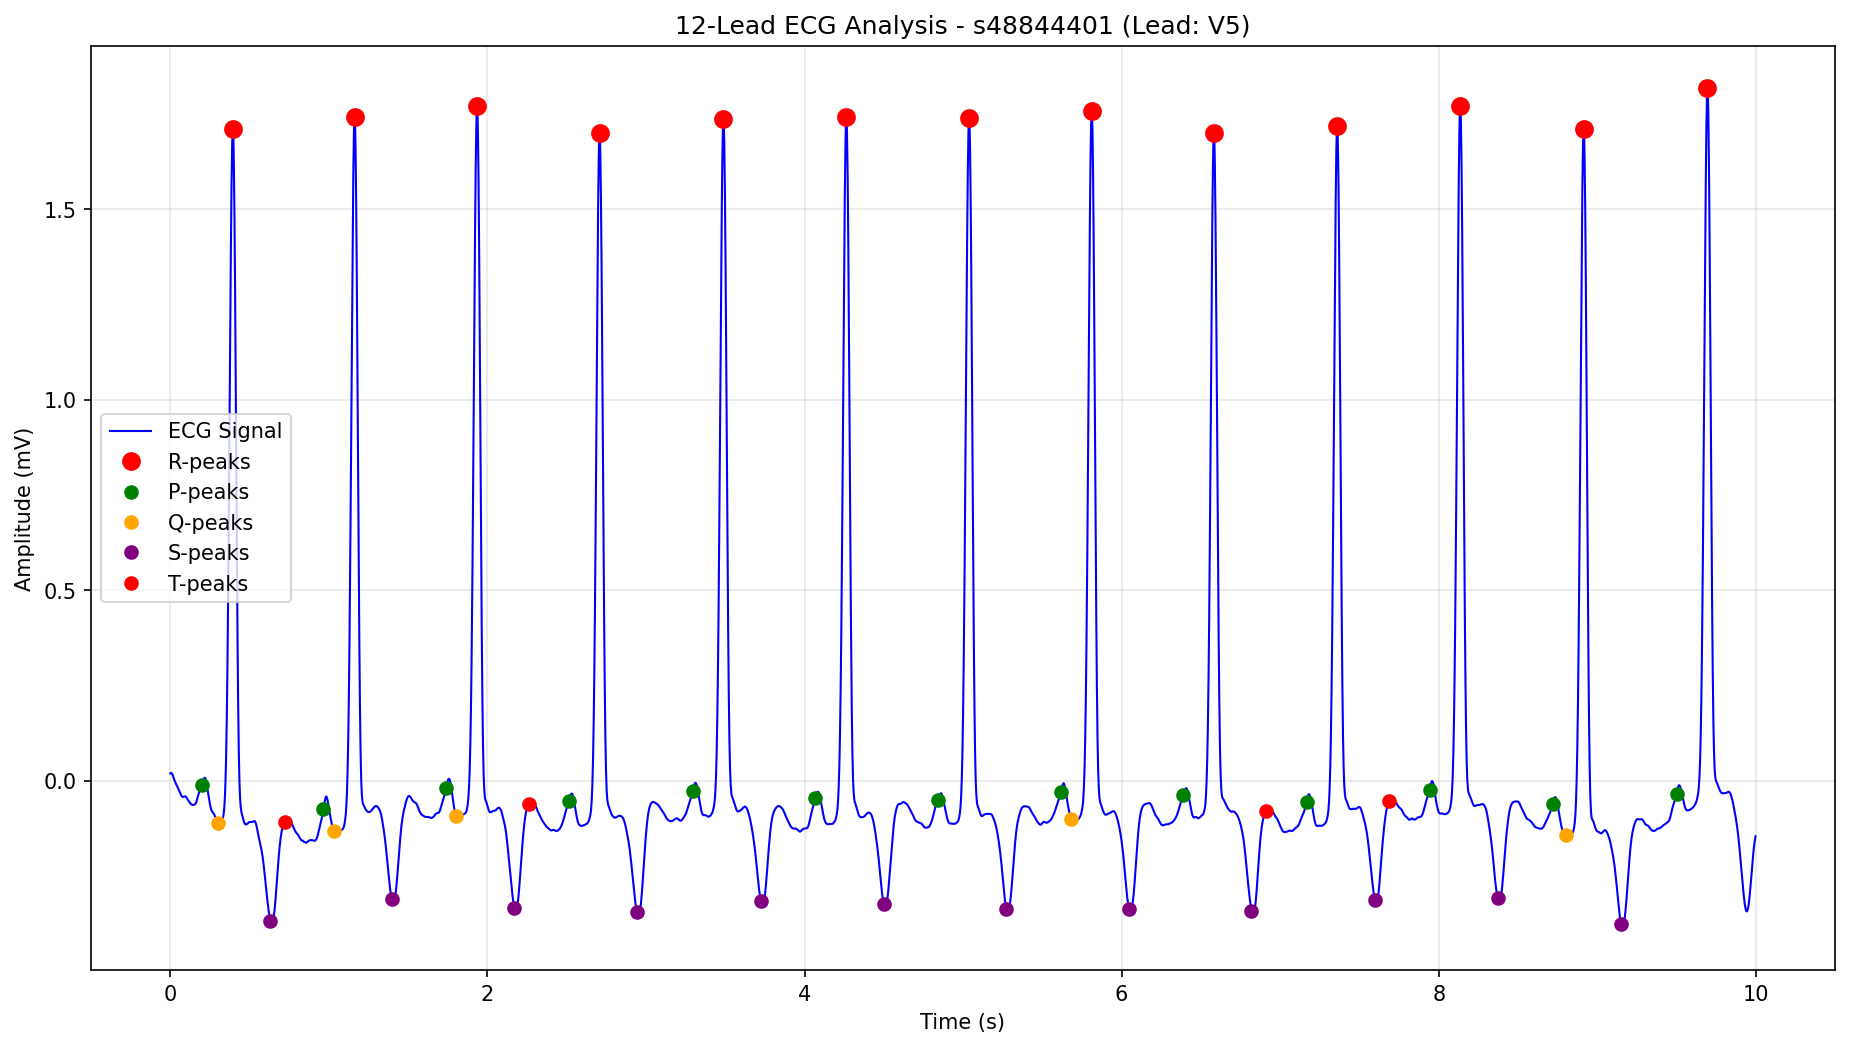 12-Lead ECG Analysis - s48844401 (Lead: V5)
Amplitude (mV)
1.5
1.0
0.5
0.0
ECG Signal
R-peaks
P-peaks
Q-peaks
S-peaks
T-peaks
0 2 4 6 8 10
Time (s)